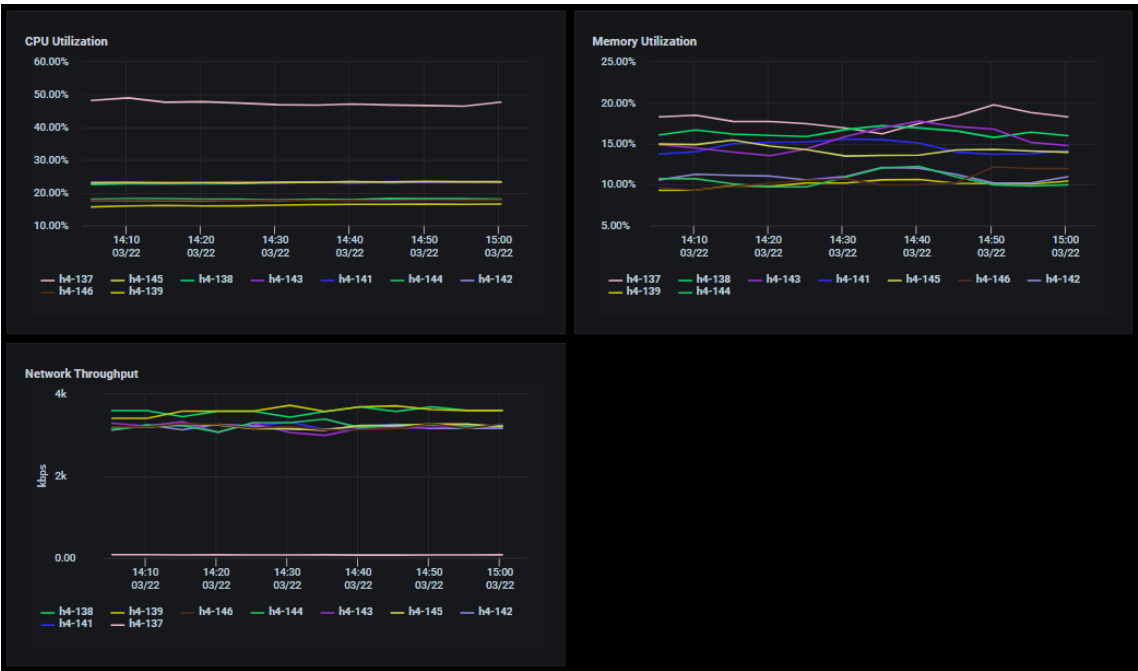 CPU Utilization
60.00%
50.00%
40.00%
30.00%
20.00%
10.00%
14:10 14:20 14:30 14:40 14:50 15:00
03/22 03/22 03/22 03/22 03/22 03/22
h4-137 h4-145 h4-138 h4-143 h4-141 h4-144 h4-142
h4-146 h4-139
Memory Utilization
25.00%
20.00%
15.00%
10.00%
5.00%
14:10 14:20 14:30 14:40 14:50 15:00
03/22 03/22 03/22 03/22 03/22 03/22
h4-137 h4-138 h4-143 h4-141 h4-145 h4-146 h4-142
h4-139 h4-144
Network Throughput
4k
kbps
2k
0.00
14:10 14:20 14:30 14:40 14:50 15:00
03/22 03/22 03/22 03/22 03/22 03/22
h4-138 h4-139 h4-146 h4-144 h4-143 h4-145 h4-142
h4-141 h4-137